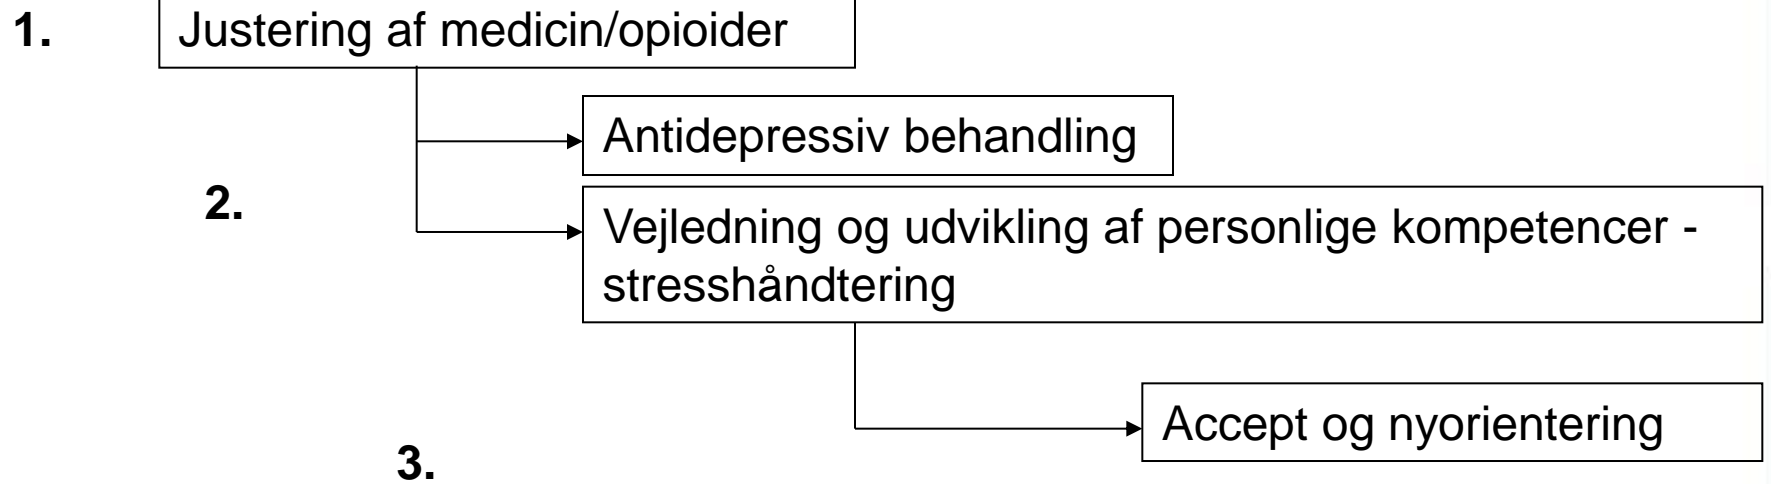 1.
Justering af medicin/opioider
Antidepressiv behandling
2.
Vejledning og udvikling af personlige kompetencer -
stresshåndtering
Accept og nyorientering
3.